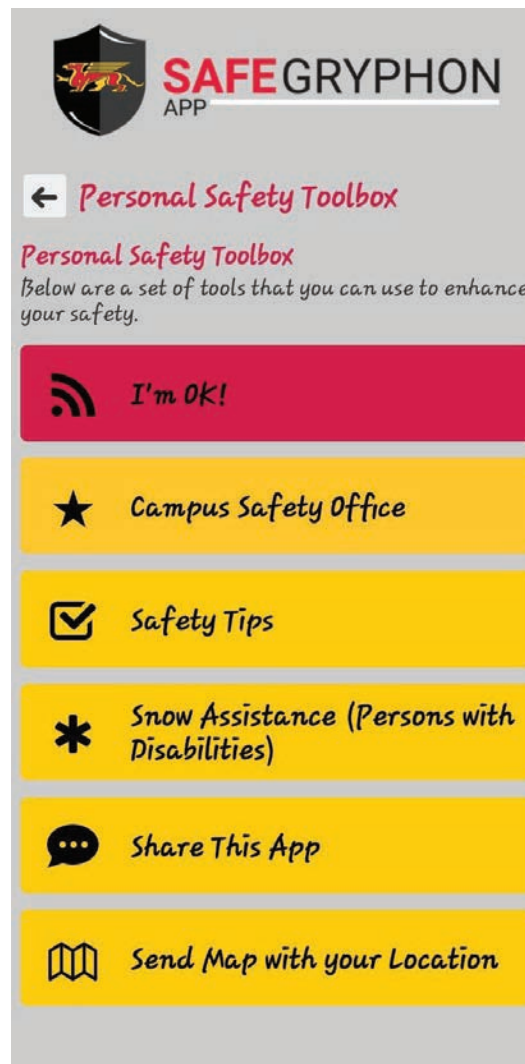 SAFEGRYPHON
APP
Personal Safety Toolbox
Personal Safety Toolbox
Below are a set of tools that you can use to enhance
your safety.
I'm OK!
Campus Safety Office
Safety Tips
Snow Assistance (Persons with
Disabilities)
Share This App
Send Map with your Location